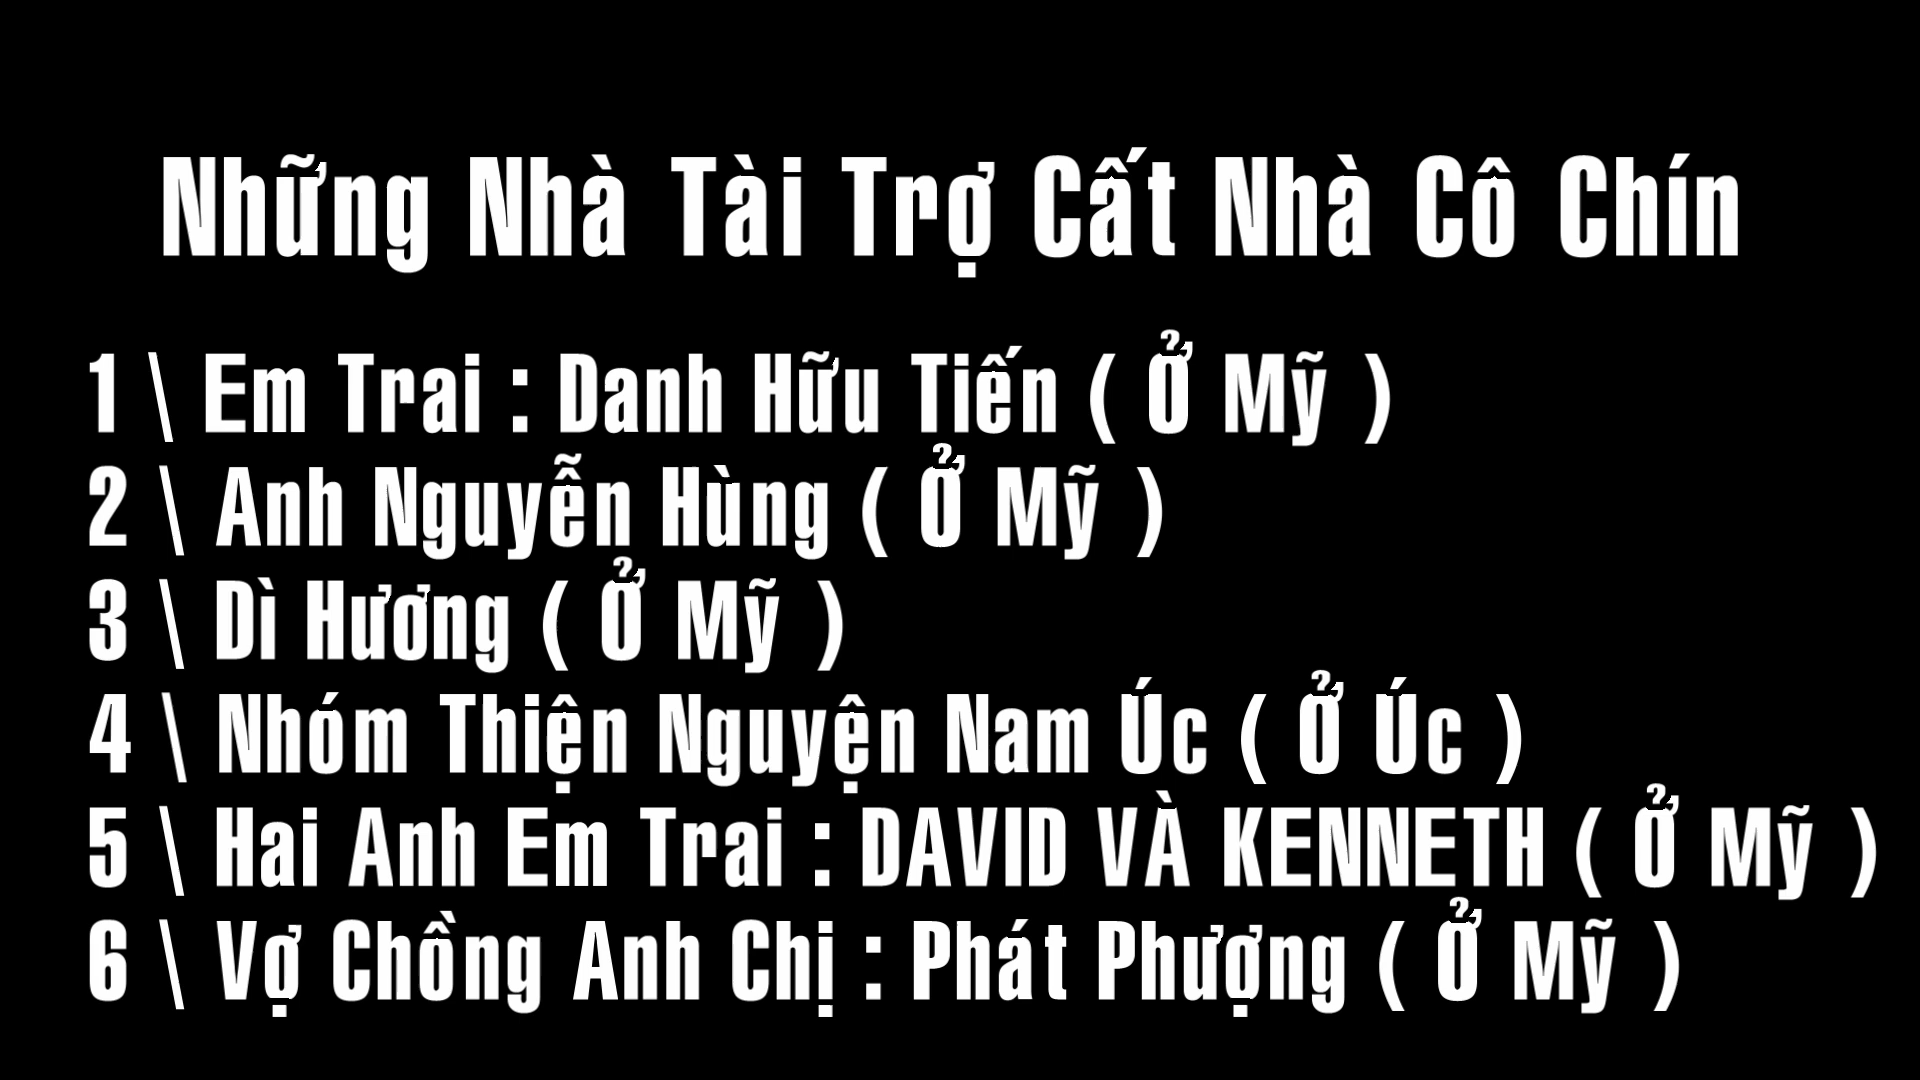 Những Nhà Tài Trợ Cất Nhà Cô Chín
1 \ Em Trai : Danh Hữu Tiến ( Ở Mỹ )
2 \ Anh Nguyễn Hùng ( Ở Mỹ )
3 \ Dì Hương ( Ở Mỹ )
4 \ Nhóm Thiện Nguyện Nam Úc ( Ở Úc )
5 \ Hai Anh Em Trai : DAVID VÀ KENNETH ( Ở Mỹ )
6 \ Vợ Chồng Anh Chị : Phát Phượng ( Ở Mỹ )